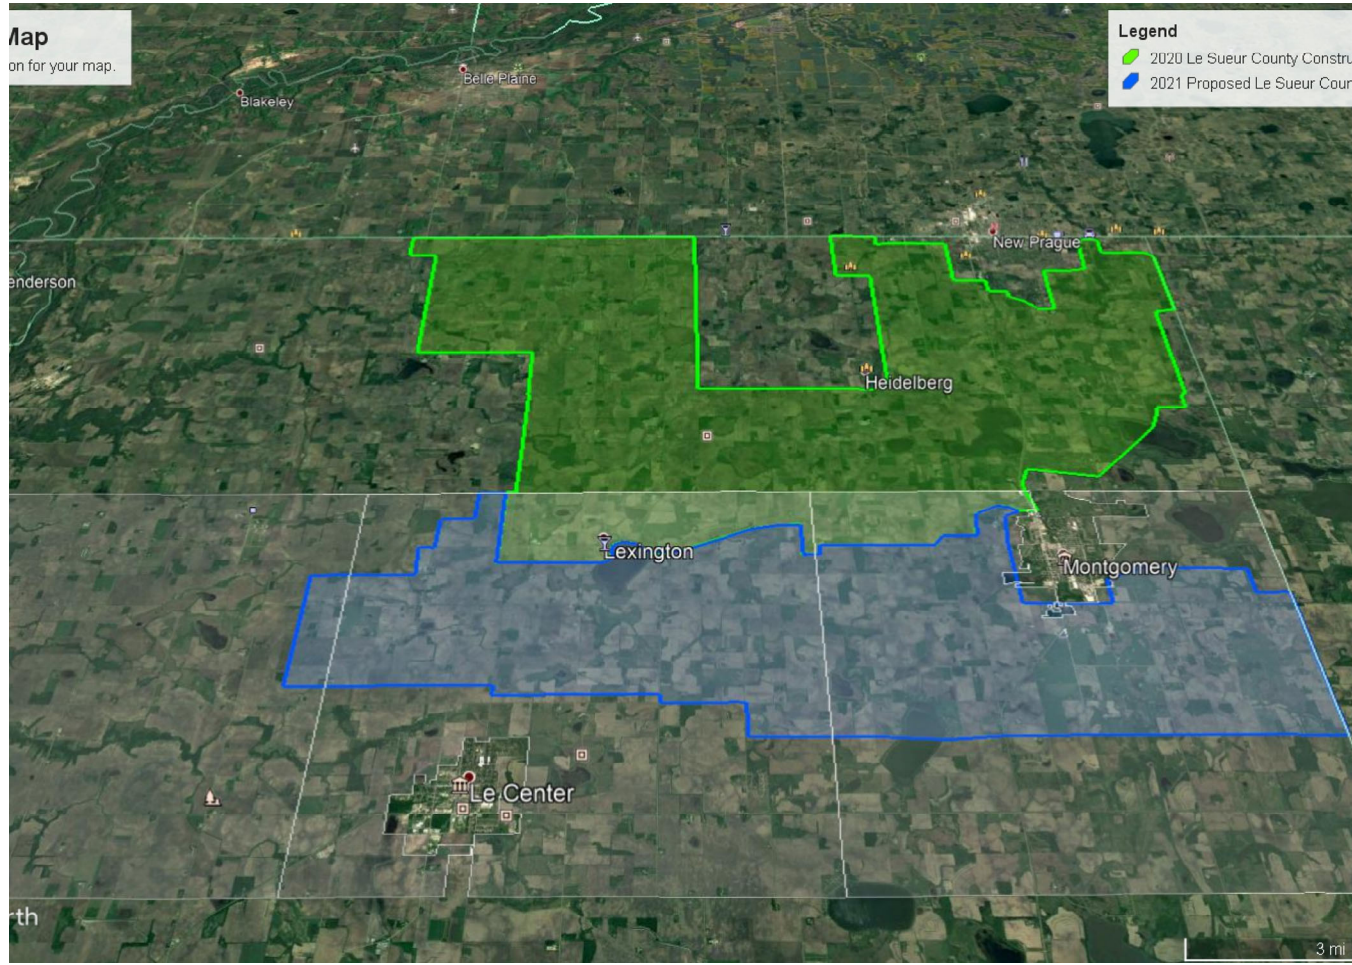 Map
on for your map.
Legend
2020 Le Sueur County Constru
2021 Proposed Le Sueur Coun
Belle Plaine
Blakeley
New Prague
enderson
Heidelberg
Lexington
Montgomery
Le Center
rth
3 mi